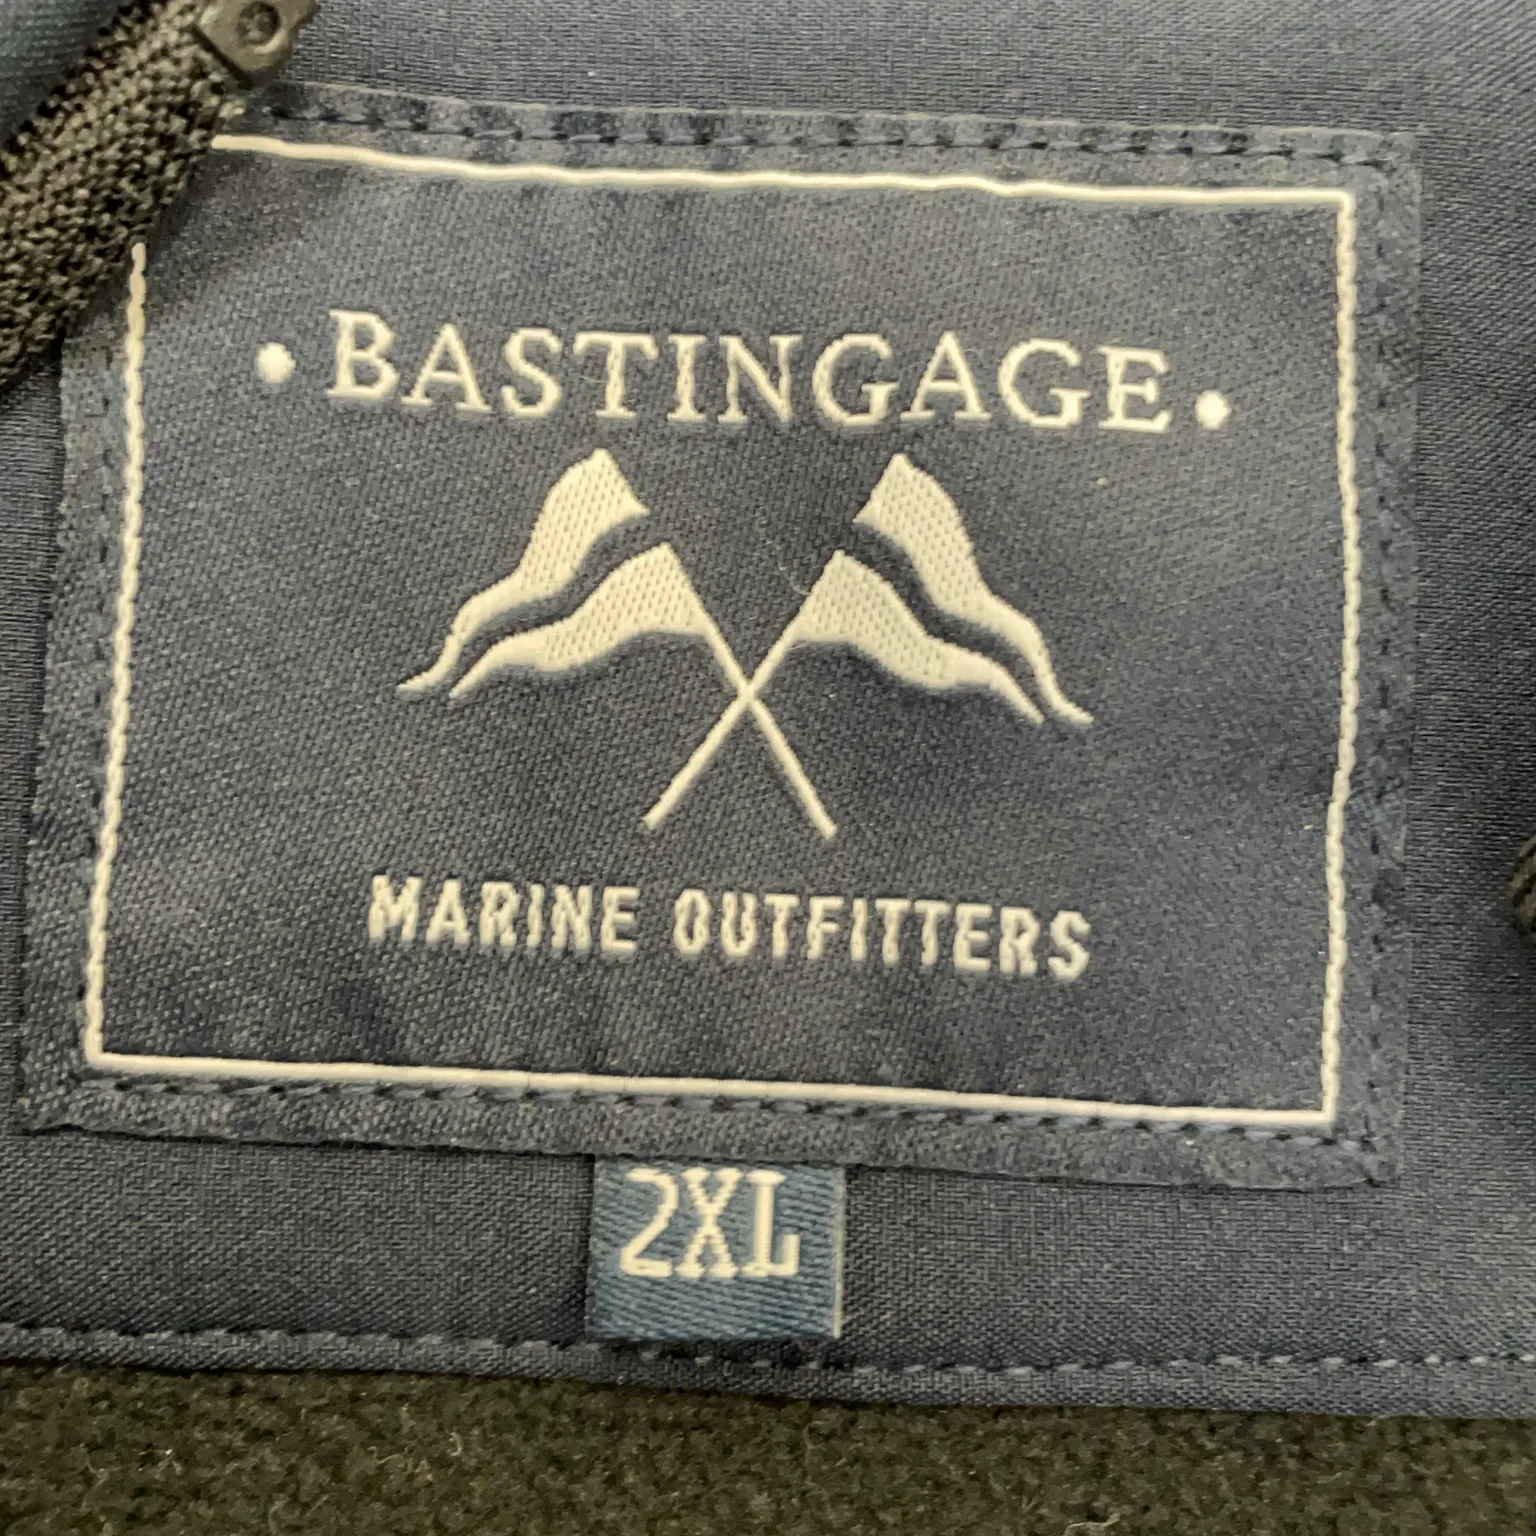 • BASTINGAGE •
MARINE OUTFITTERS
2XL